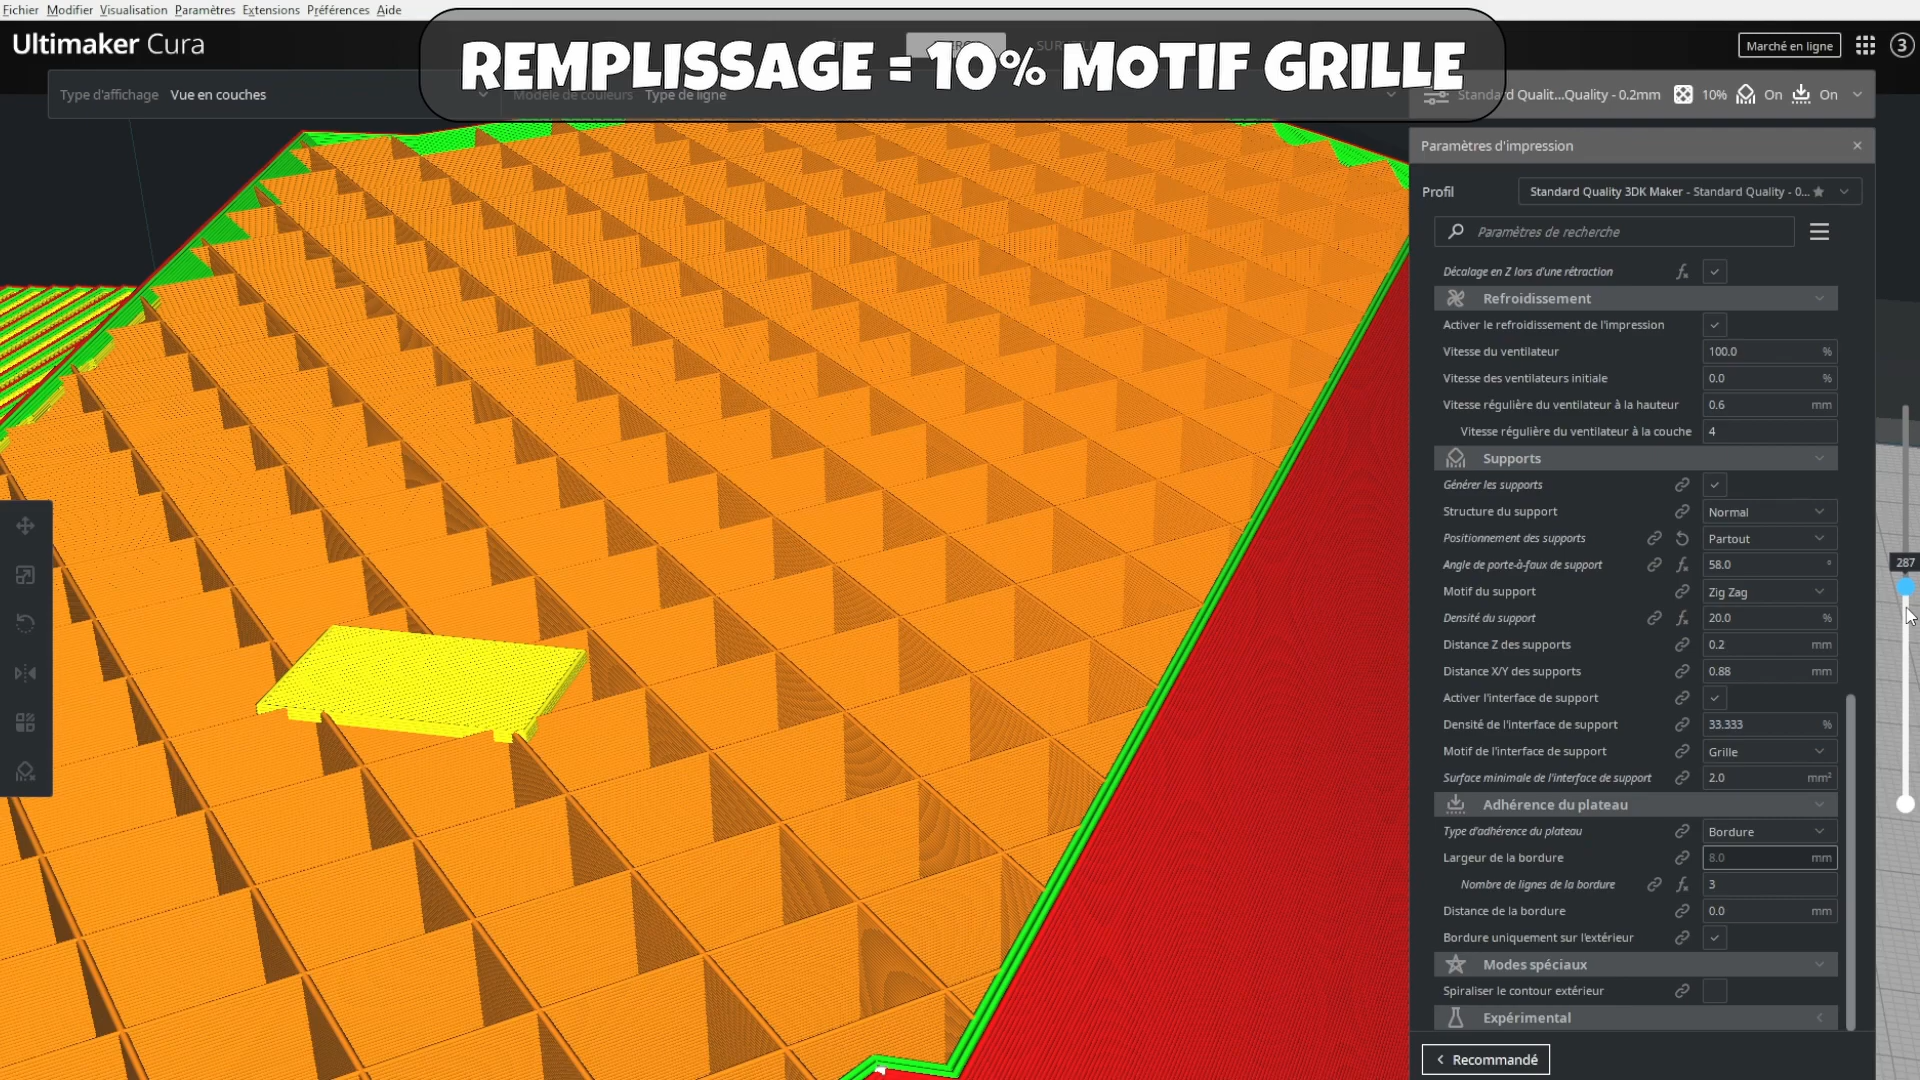 Fichier Modifier Visualisation Paramètres Extensions Préférences Aide
Ultimaker Cura
REMPLISSAGE = 10% MOTIF GRILLE
Marché en ligne
3
Type d'affichage Vue en couches
Modèle de couleurs Type de ligne
Standard Qualit...Quality - 0.2mm 10% On On
Paramètres d'impression
Profil Standard Quality 3DK Maker - Standard Quality - 0...
Paramètres de recherche
Décalage en Z lors d'une rétraction
Refroidissement
Activer le refroidissement de l'impression
Vitesse du ventilateur 100.0 %
Vitesse des ventilateurs initiale 0.0 %
Vitesse régulière du ventilateur à la hauteur 0.6 mm
Vitesse régulière du ventilateur à la couche 4
Supports
Générer les supports
Structure du support Normal
Positionnement des supports Partout
Angle de porte-à-faux de support 58.0 °
Motif du support Zig Zag
Densité du support 20.0 %
Distance Z des supports 0.2 mm
Distance X/Y des supports 0.88 mm
Activer l'interface de support
Densité de l'interface de support 33.333 %
Motif de l'interface de support Grille
Surface minimale de l'interface de support 2.0 mm²
Adhérence du plateau
Type d'adhérence du plateau Bordure
Largeur de la bordure 8.0 mm
Nombre de lignes de la bordure 3
Distance de la bordure 0.0 mm
Bordure uniquement sur l'extérieur
Modes spéciaux
Spiraliser le contour extérieur
Expérimental
Recommandé
287